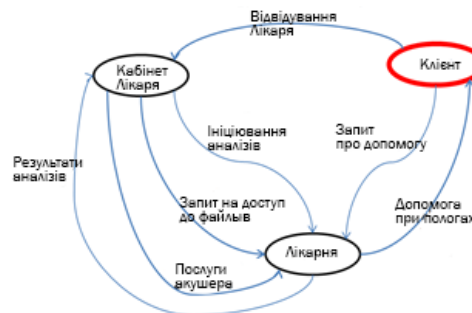 Відвідування
Лікаря
Кабінет
Лікаря
Клієнт
Ініціювання
аналізів
Запит
про допомогу
Результати
аналізів
Запит на доступ
до файлыв
Допомога
при пологах
Лікарня
Послуги
акушера